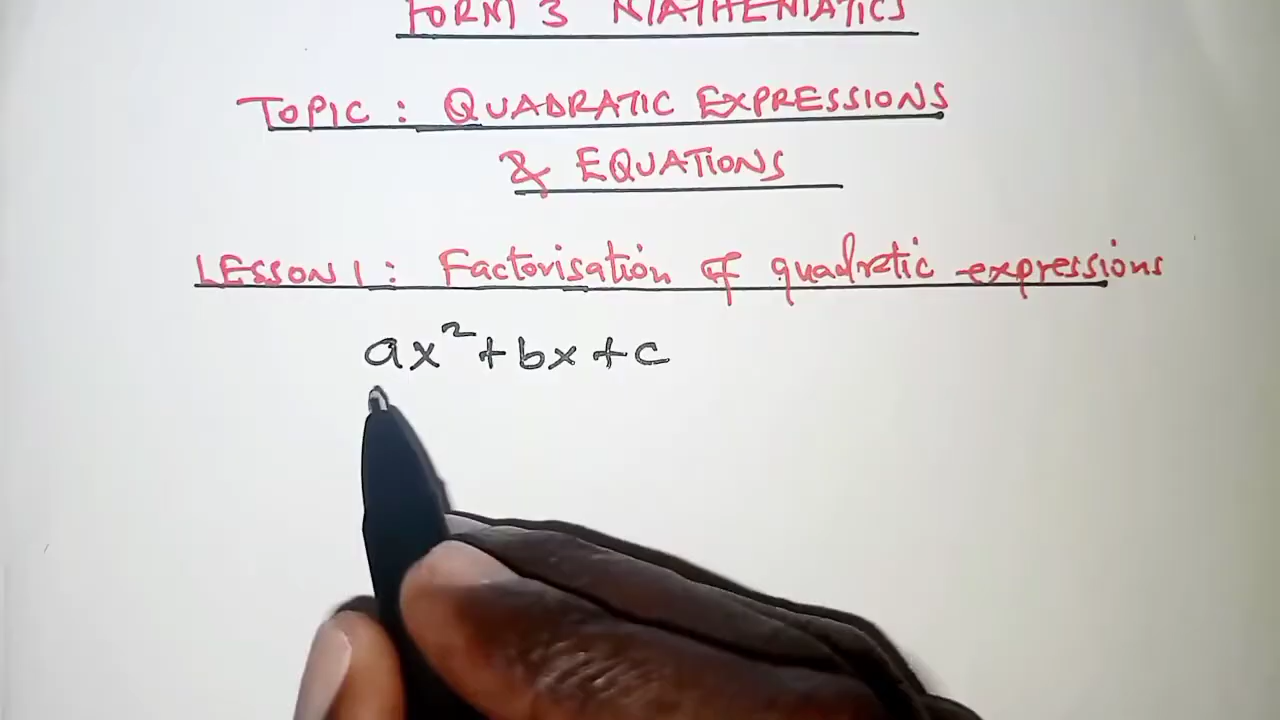 FORM 3 MATHEMATICS
TOPIC : QUADRATIC EXPRESSIONS
& EQUATIONS
LESSON 1 : Factorisation of quadratic expressions
ax² + bx + c